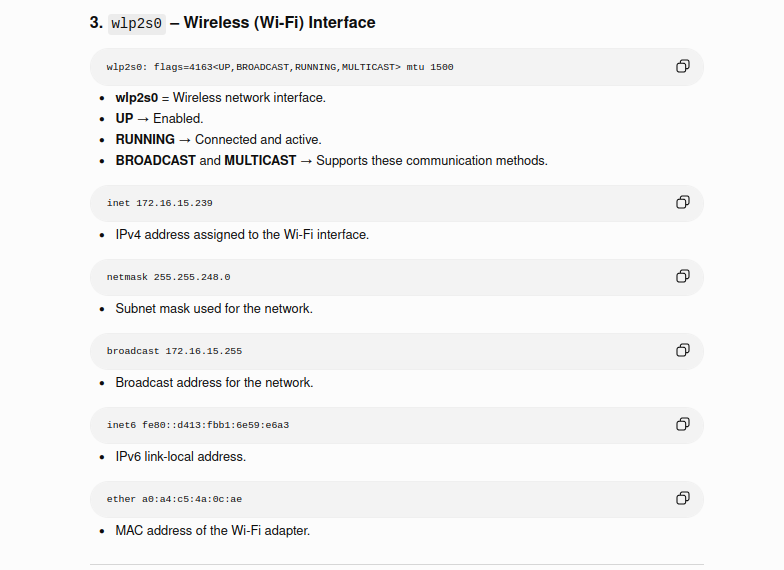 3. wlp2s0 – Wireless (Wi-Fi) Interface
wlp2s0: flags=4163<UP,BROADCAST,RUNNING,MULTICAST> mtu 1500
• wlp2s0 = Wireless network interface.
• UP → Enabled.
• RUNNING → Connected and active.
• BROADCAST and MULTICAST → Supports these communication methods.
inet 172.16.15.239
• IPv4 address assigned to the Wi-Fi interface.
netmask 255.255.248.0
• Subnet mask used for the network.
broadcast 172.16.15.255
• Broadcast address for the network.
inet6 fe80::d413:fbb1:6e59:e6a3
• IPv6 link-local address.
ether a0:a4:c5:4a:0c:ae
• MAC address of the Wi-Fi adapter.